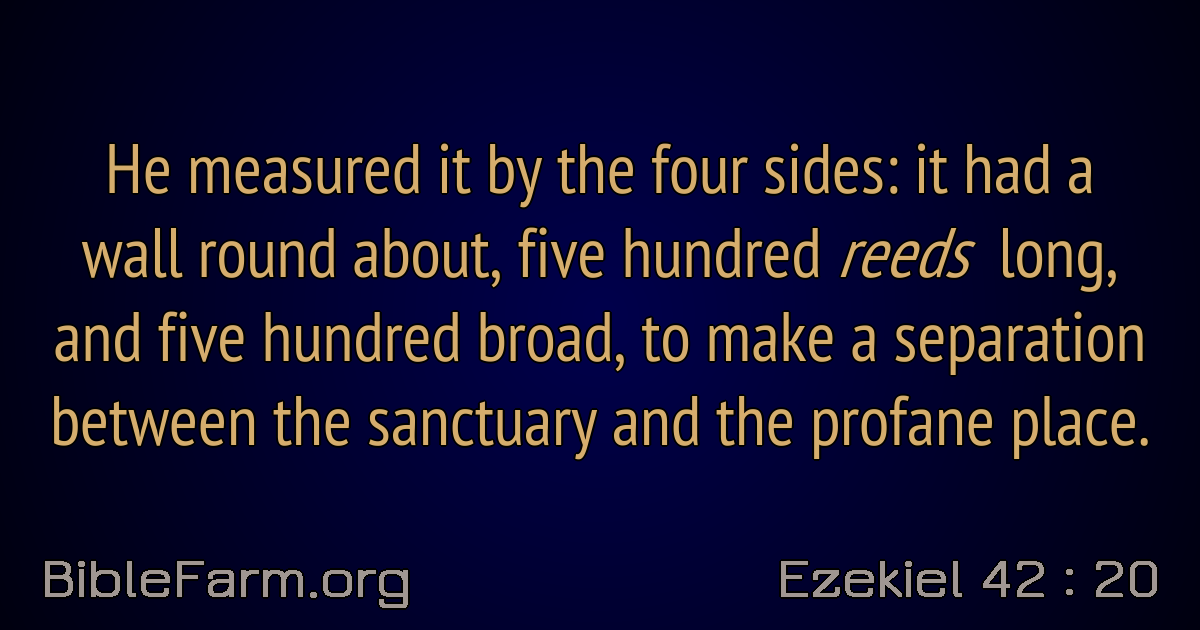 He measured it by the four sides: it had a
wall round about, five hundred reeds long,
and five hundred broad, to make a separation
between the sanctuary and the profane place.
BibleFarm.org
Ezekiel 42 : 20